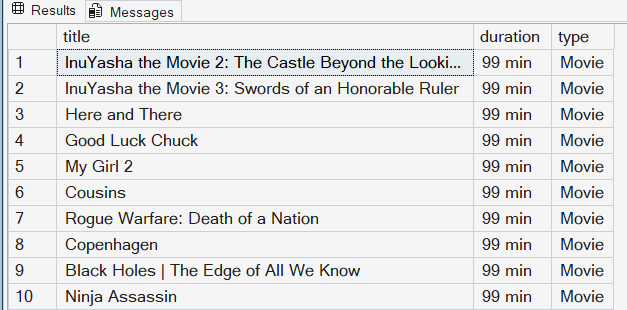 Results Messages
title duration type
1 InuYasha the Movie 2: The Castle Beyond the Looki... 99 min Movie
2 InuYasha the Movie 3: Swords of an Honorable Ruler 99 min Movie
3 Here and There 99 min Movie
4 Good Luck Chuck 99 min Movie
5 My Girl 2 99 min Movie
6 Cousins 99 min Movie
7 Rogue Warfare: Death of a Nation 99 min Movie
8 Copenhagen 99 min Movie
9 Black Holes | The Edge of All We Know 99 min Movie
10 Ninja Assassin 99 min Movie